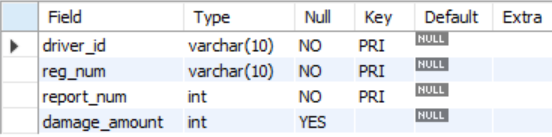 Field Type Null Key Default Extra
driver_id varchar(10) NO PRI NULL
reg_num varchar(10) NO PRI NULL
report_num int NO PRI NULL
damage_amount int YES NULL